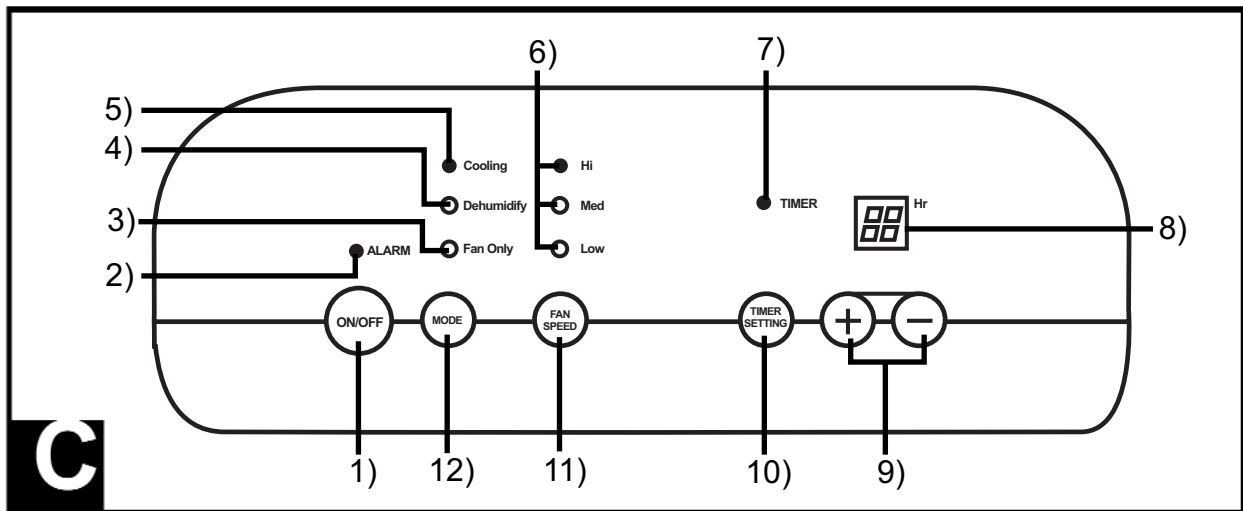 6)
7)
5)
4)
Cooling
Hi
Dehumidify
Med
TIMER
Hr
3)
8)
ALARM
Fan Only
Low
2)
ON/OFF
MODE
FAN
SPEED
TIMER
SETTING
+
−
C
1)
12)
11)
10)
9)